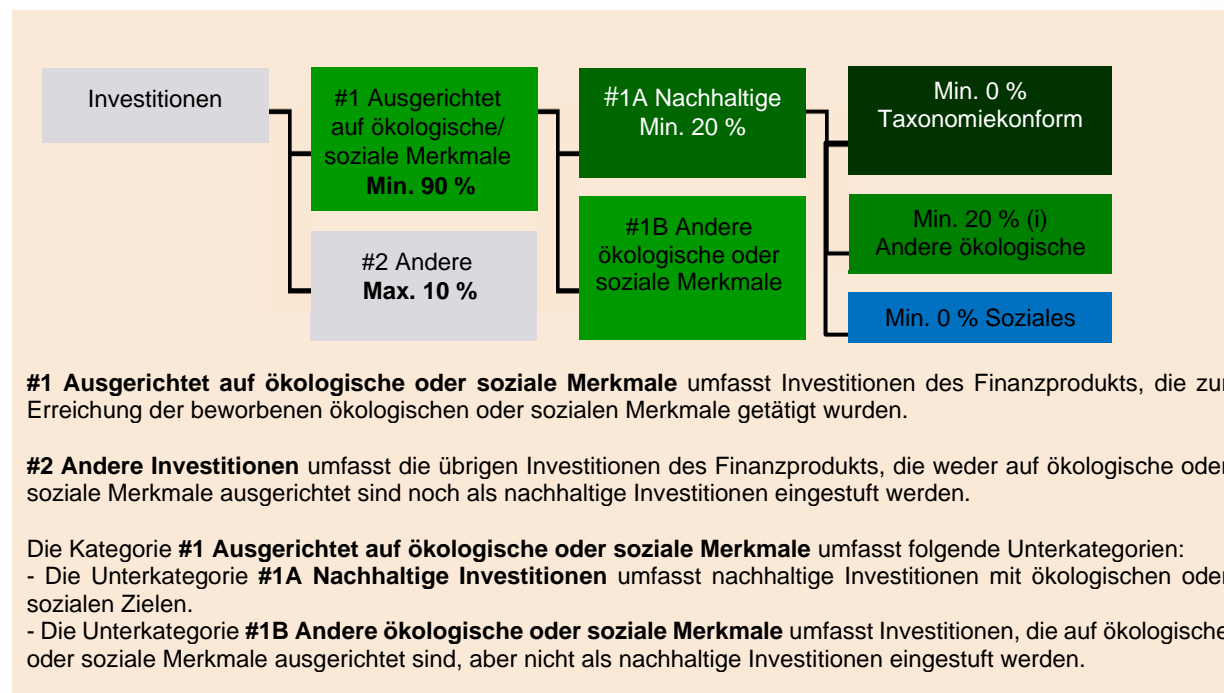 Investitionen
#1 Ausgerichtet
auf ökologische/
soziale Merkmale
Min. 90 %
#2 Andere
Max. 10 %
#1A Nachhaltige
Min. 20 %
#1B Andere
ökologische oder
soziale Merkmale
Min. 0 %
Taxonomiekonform
Min. 20 % (i)
Andere ökologische
Min. 0 % Soziales
#1 Ausgerichtet auf ökologische oder soziale Merkmale umfasst Investitionen des Finanzprodukts, die zur
Erreichung der beworbenen ökologischen oder sozialen Merkmale getätigt wurden.
#2 Andere Investitionen umfasst die übrigen Investitionen des Finanzprodukts, die weder auf ökologische oder
soziale Merkmale ausgerichtet sind noch als nachhaltige Investitionen eingestuft werden.
Die Kategorie #1 Ausgerichtet auf ökologische oder soziale Merkmale umfasst folgende Unterkategorien:
- Die Unterkategorie #1A Nachhaltige Investitionen umfasst nachhaltige Investitionen mit ökologischen oder
sozialen Zielen.
- Die Unterkategorie #1B Andere ökologische oder soziale Merkmale umfasst Investitionen, die auf ökologische
oder soziale Merkmale ausgerichtet sind, aber nicht als nachhaltige Investitionen eingestuft werden.